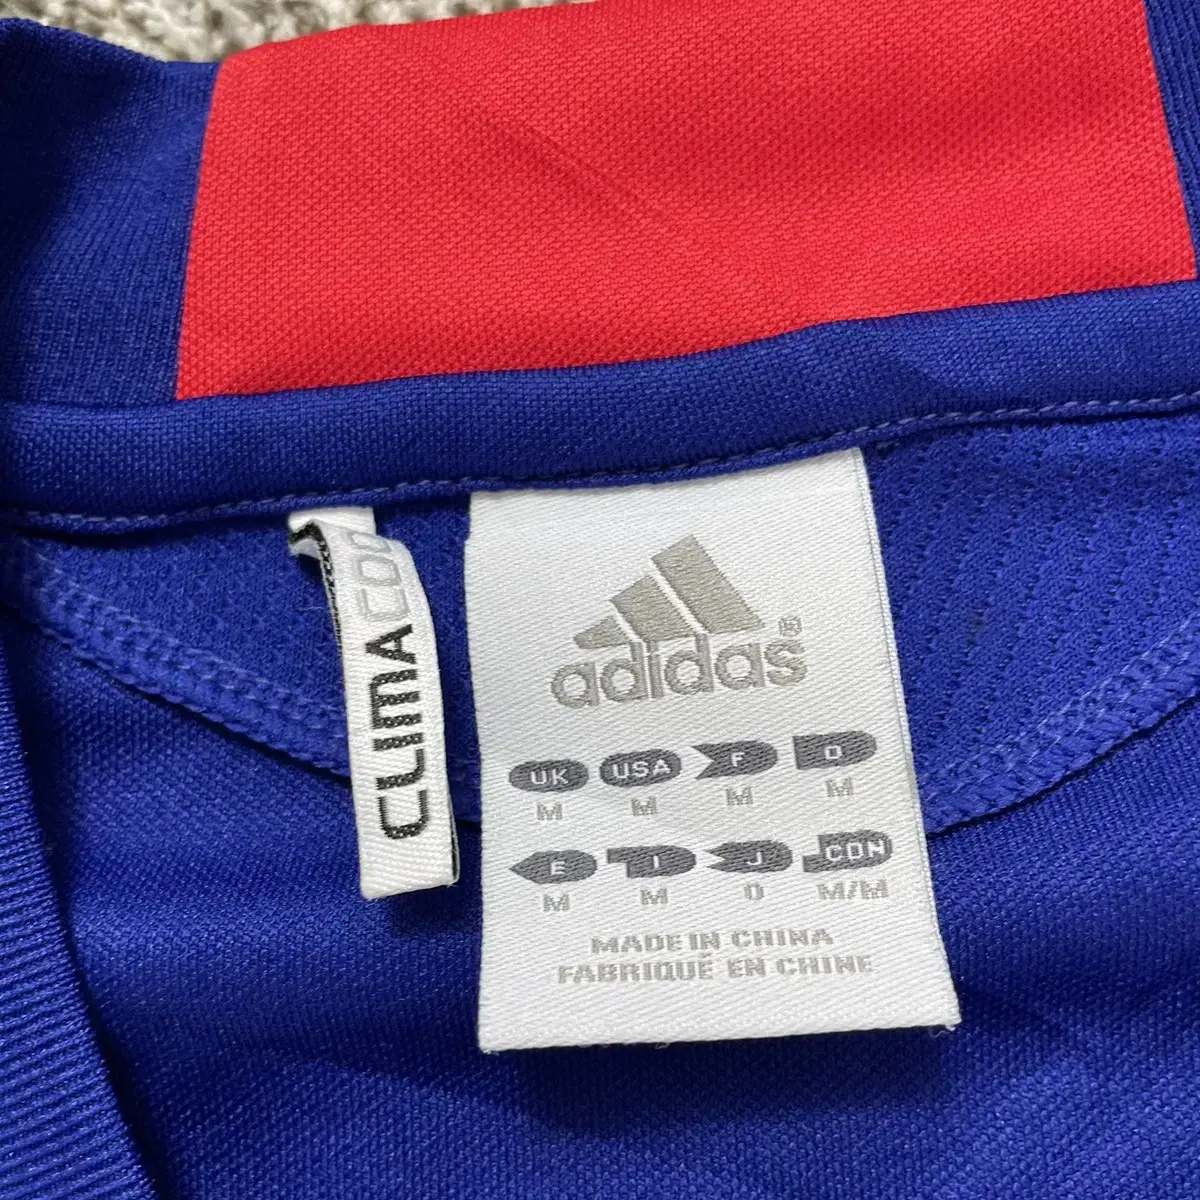 CLIMACOO
adidas®
UK USA F D
M M M M
E I J CDN
M M O M/M
MADE IN CHINA
FABRIQUÉ EN CHINE